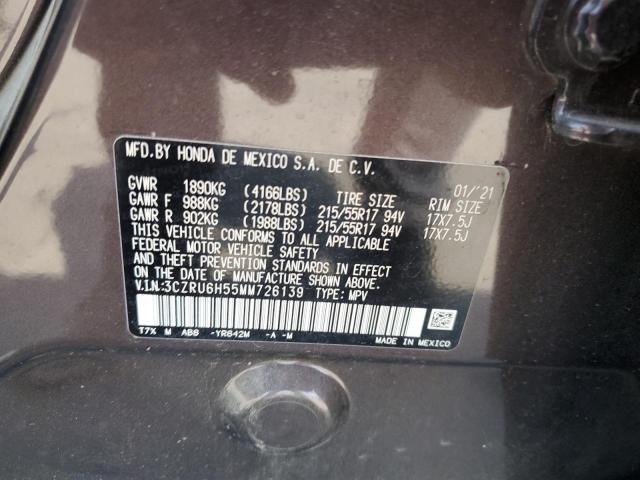 MFD.BY HONDA DE MEXICO S.A. DE C.V.
01/'21
GVWR 1890KG (4166LBS) TIRE SIZE RIM SIZE
GAWR F 988KG (2178LBS) 215/55R17 94V 17X7.5J
GAWR R 902KG (1988LBS) 215/55R17 94V 17X7.5J
THIS VEHICLE CONFORMS TO ALL APPLICABLE
FEDERAL MOTOR VEHICLE SAFETY
AND THEFT PREVENTION STANDARDS IN EFFECT
ON THE DATE OF MANUFACTURE SHOWN ABOVE.
V.I.N.:3CZRU6H55MM726139 TYPE: MPV
T7X M ABS -YR642M -A -M
MADE IN MEXICO